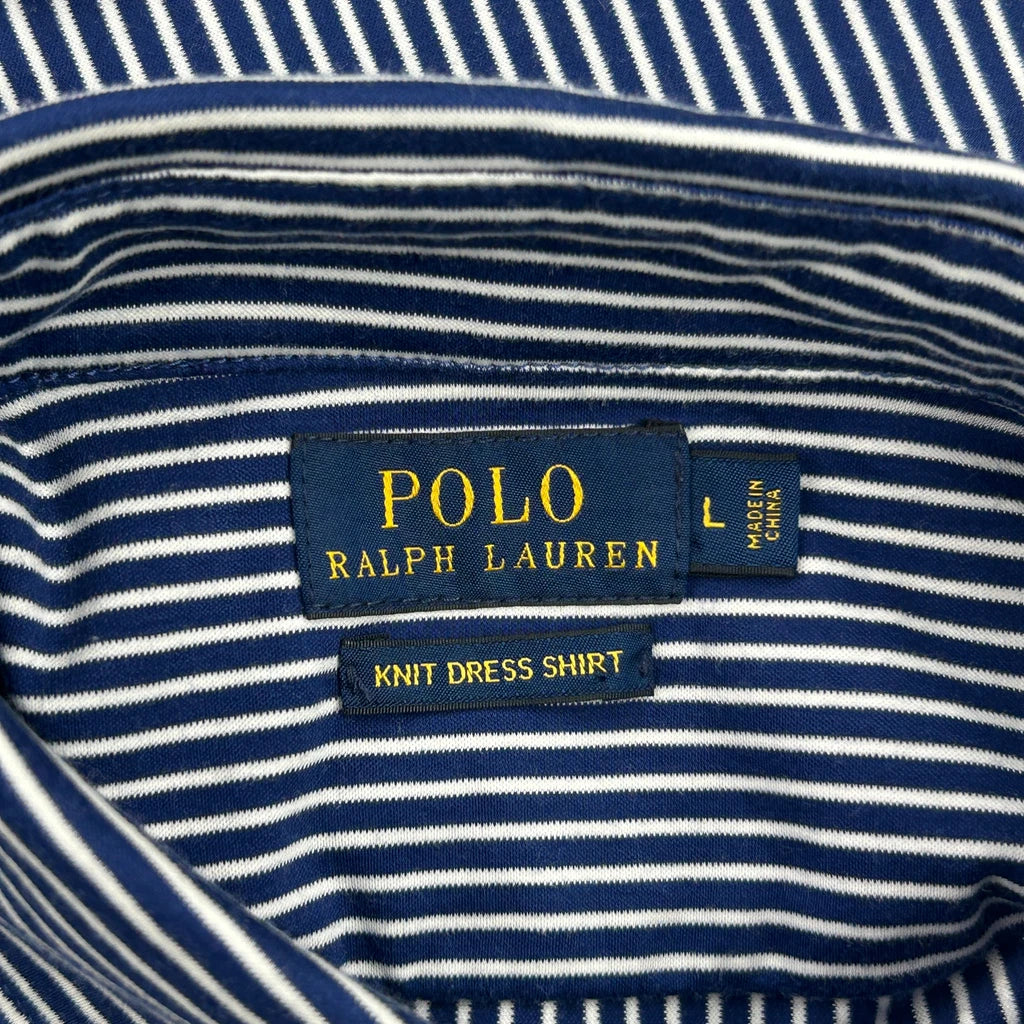 POLO
RALPH LAUREN
L
MADE IN
CHINA
KNIT DRESS SHIRT